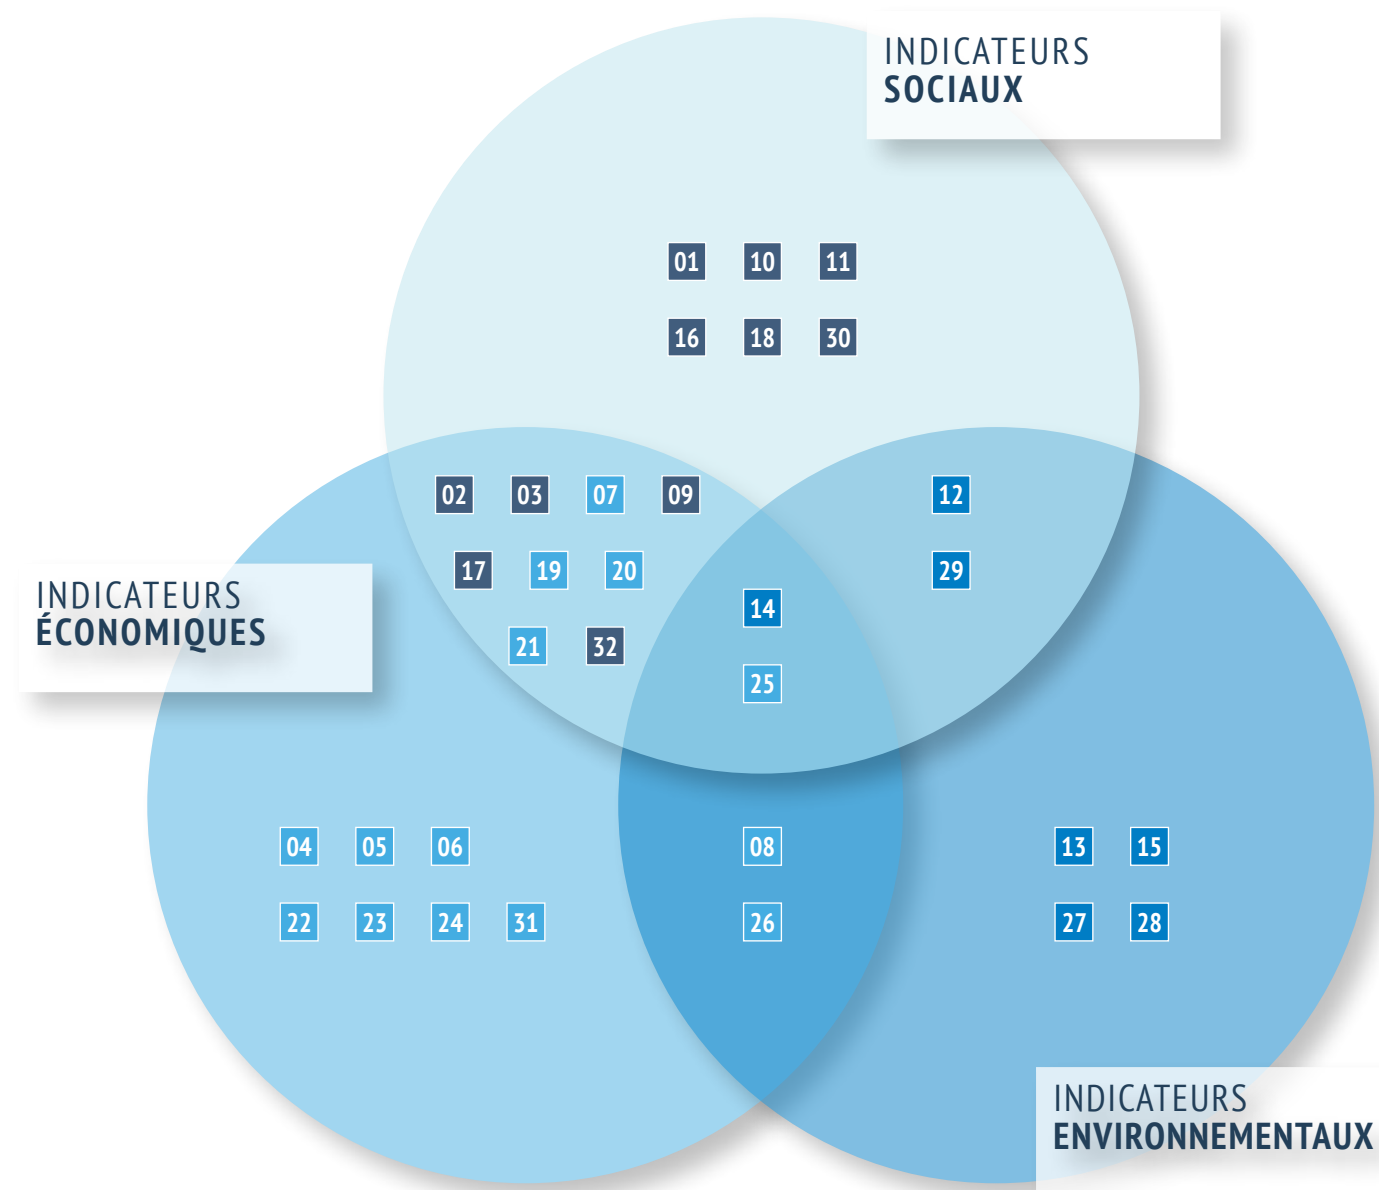 INDICATEURS
SOCIAUX
01 10 11
16 18 30
02 03 07 09
12
17 19 20
29
INDICATEURS
ÉCONOMIQUES
14
21 32
25
04 05 06
08
13 15
22 23 24 31
26
27 28
INDICATEURS
ENVIRONNEMENTAUX